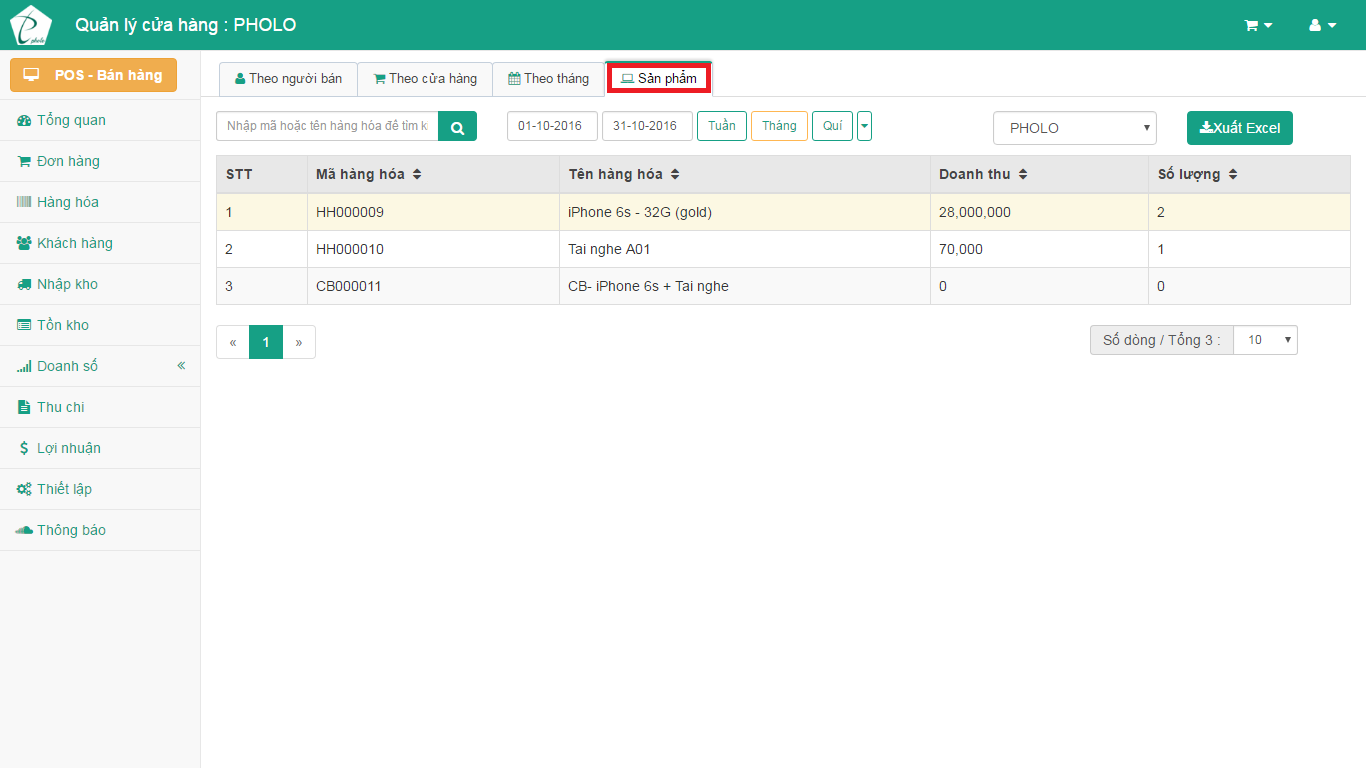 pholo
Quản lý cửa hàng : PHOLO
POS - Bán hàng
Tổng quan
Đơn hàng
Hàng hóa
Khách hàng
Nhập kho
Tồn kho
Doanh số «
Thu chi
$ Lợi nhuận
Thiết lập
Thông báo
Theo người bán Theo cửa hàng Theo tháng Sản phẩm
Nhập mã hoặc tên hàng hóa để tìm 01-10-2016 31-10-2016 Tuần Tháng Quí PHOLO Xuất Excel
STT Mã hàng hóa Tên hàng hóa Doanh thu Số lượng
1 HH000009 iPhone 6s - 32G (gold) 28,000,000 2
2 HH000010 Tai nghe A01 70,000 1
3 CB000011 CB- iPhone 6s + Tai nghe 0 0
« 1 » Số dòng / Tổng 3 : 10